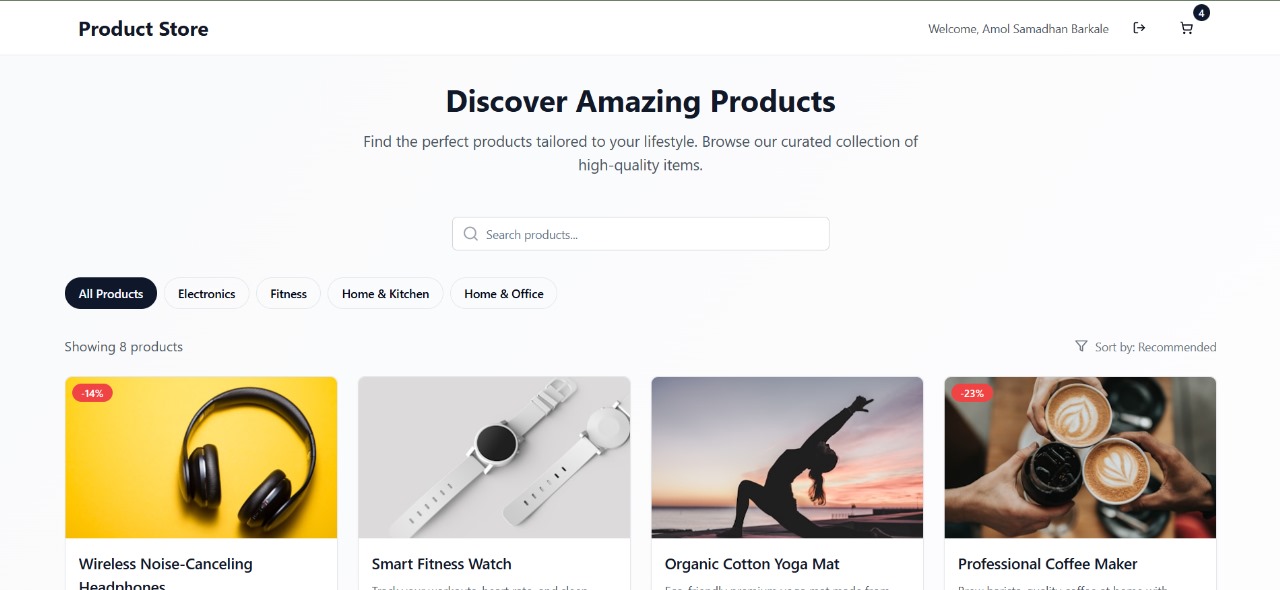 Product Store
Welcome, Amol Samadhan Barkale
4
Discover Amazing Products
Find the perfect products tailored to your lifestyle. Browse our curated collection of
high-quality items.
Search products...
All Products
Electronics
Fitness
Home & Kitchen
Home & Office
Showing 8 products
Sort by: Recommended
-14%
-23%
Wireless Noise-Canceling
Headphones
Smart Fitness Watch
Organic Cotton Yoga Mat
Professional Coffee Maker